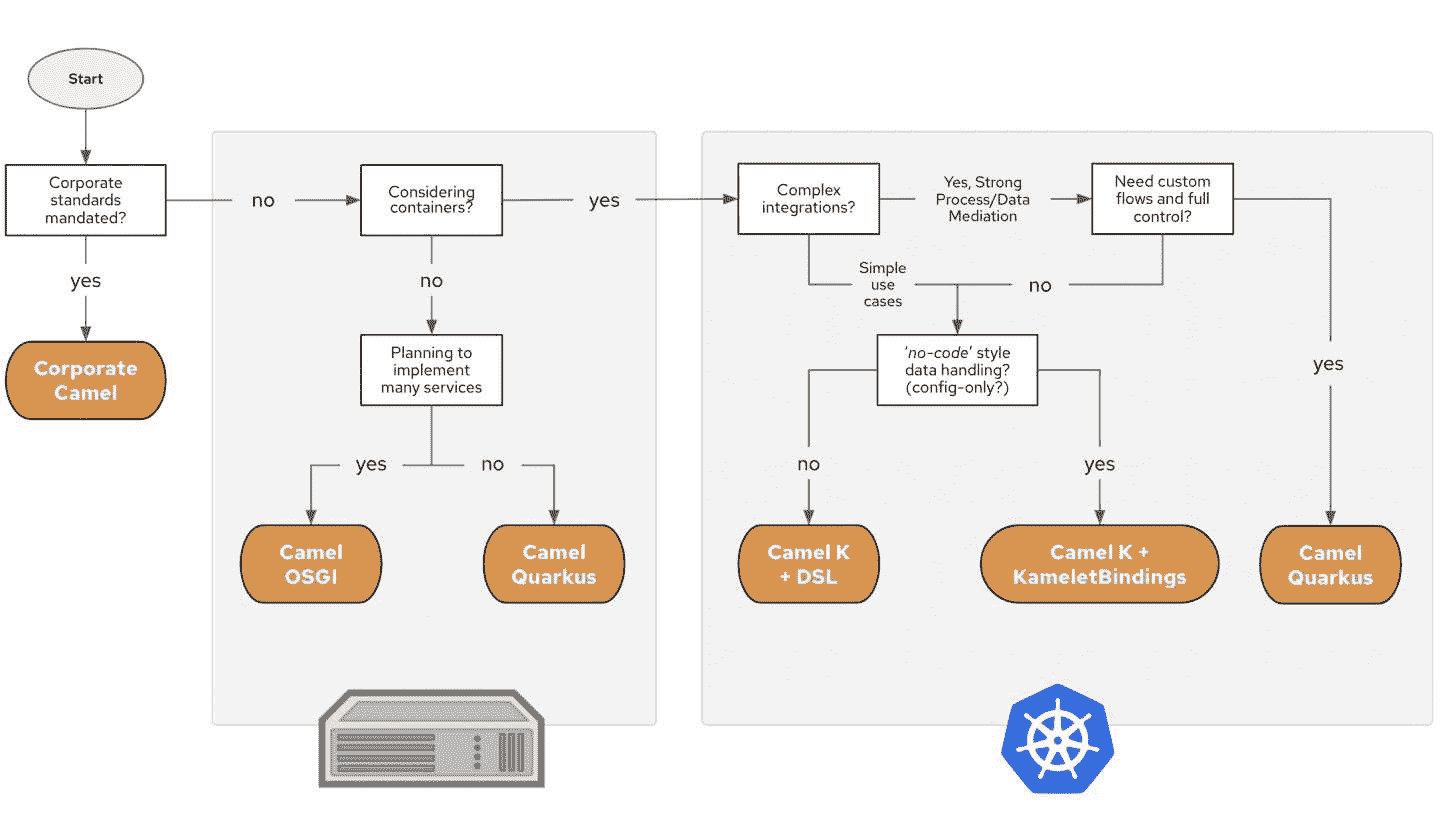 Start
Corporate
standards
mandated?
yes
Corporate
Camel
no
Considering
containers?
no
Planning to
implement
many services
yes
no
Camel
OSGI
Camel
Quarkus
yes
Complex
integrations?
Yes, Strong
Process/Data
Mediation
Need custom
flows and full
control?
Simple
use
cases
no
'no-code' style
data handling?
(config-only?)
no
yes
yes
Camel K
+ DSL
Camel K +
KameletBindings
Camel
Quarkus